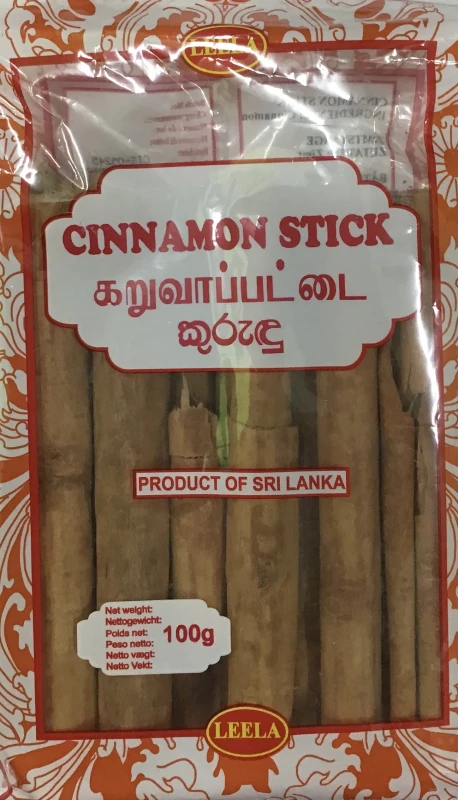 LEELA
CINNAMON STICK
கறுவாப்பட்டை
කුරුඳු
PRODUCT OF SRI LANKA
Net weight:
Nettogewicht:
Poids net:
Peso netto:
Netto vægt:
Netto Vekt:
100g
LEELA